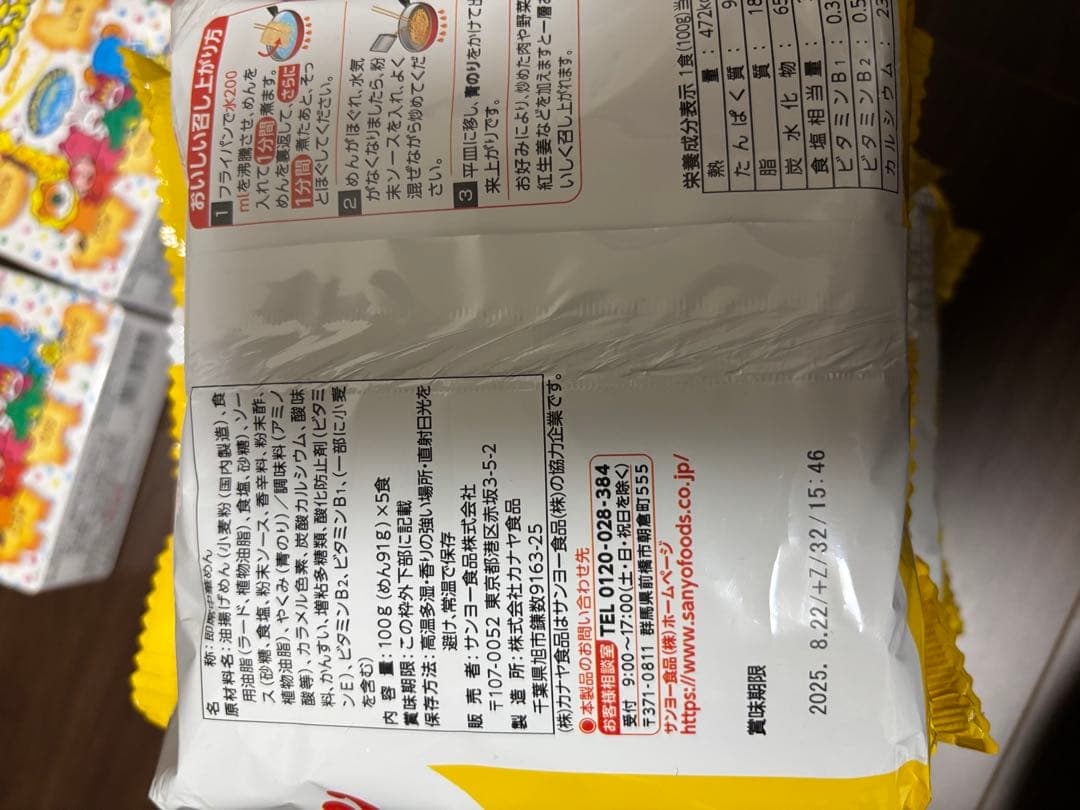 おいしい召し上がり方
1 フライパンで水200
mlを沸騰させ、めんを
入れて1分間煮ます。
めんを裏返して、さらに
1分間煮たあと、そっ
とほぐしてください。
2 めんがほぐれ、水気
がなくなりましたら、粉
末ソースを入れ、よく
混ぜながら炒めてくだ
さい。
3 平皿に移し、青のりをかけて出
来上がりです。
お好みにより、炒めた肉や野菜
紅生姜などを加えますと一層お
いしく召し上がれます。
栄養成分表示 1食(100g)当
熱量: 472kc
たんぱく質: 9
脂質: 18
炭水化物: 65
食塩相当量: 3
ビタミンB1: 0.3
ビタミンB2: 0.5
カルシウム: 23
名称:即席油揚げめん
原材料名:油揚げめん(小麦粉(国内製造)、食
用油脂(ラード、植物油脂)、食塩、砂糖)、ソー
ス(砂糖、食塩、粉末ソース、香辛料、粉末酢、
植物油脂)、やくみ(青のり)/調味料(アミノ
酸等)、カラメル色素、炭酸カルシウム、酸味
料、かんすい、増粘多糖類、酸化防止剤(ビタミ
ンE)、ビタミンB2、ビタミンB1、(一部に小麦
を含む)
内容量:100g(めん91g)×5食
賞味期限:この枠外下部に記載
保存方法:高温多湿・香りの強い場所・直射日光を
避け、常温で保存
販売者:サンヨー食品株式会社
〒107-0052 東京都港区赤坂3-5-2
製造所:株式会社カナヤ食品
千葉県旭市鎌数9163-25
(株)カナヤ食品はサンヨー食品(株)の協力企業です。
●本製品のお問い合わせ先
お客様相談室 TEL 0120-028-384
受付 9:00〜17:00(土・日・祝日を除く)
〒371-0811 群馬県前橋市朝倉町555
サンヨー食品(株)ホームページ
https://www.sanyofoods.co.jp/
賞味期限
2025. 8.22/+Z/32/15:46